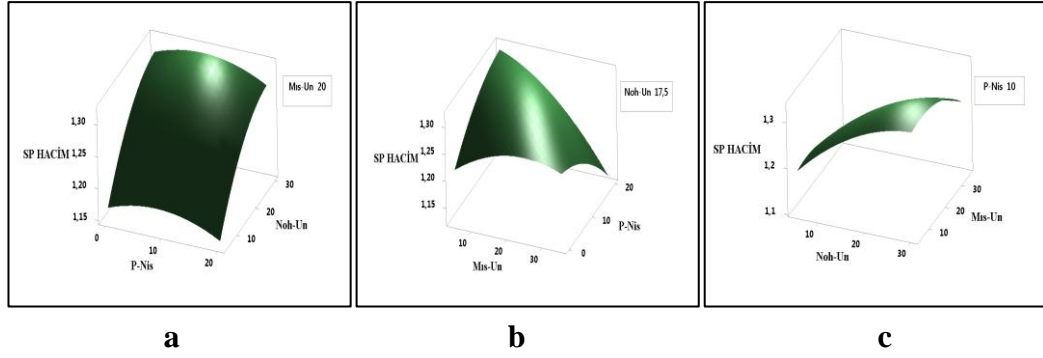 SP HACİM
1,30
1,25
1,20
1,15
0
10
20
P-Nis
10
20
30
Noh-Un
Mıs-Un 20
SP HACİM
1,30
1,25
1,20
1,15
10
20
30
Mıs-Un
0
10
20
P-Nis
Noh-Un 17,5
SP HACİM
1,3
1,2
1,1
10
20
30
Noh-Un
10
20
30
Mıs-Un
P-Nis 10
a
b
c